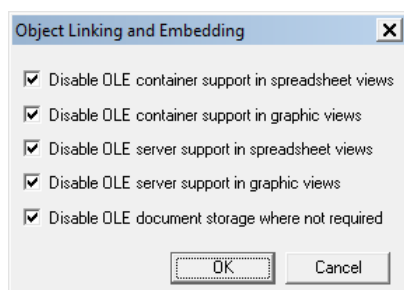 Object Linking and Embedding
Disable OLE container support in spreadsheet views
Disable OLE container support in graphic views
Disable OLE server support in spreadsheet views
Disable OLE server support in graphic views
Disable OLE document storage where not required
OK Cancel